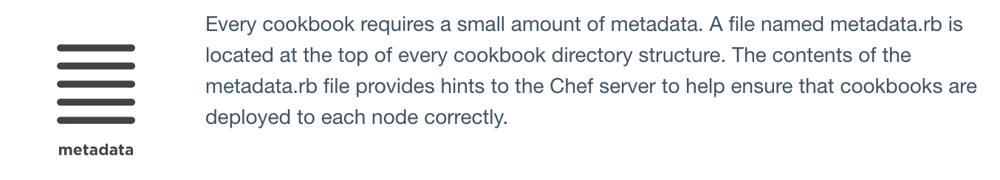 Every cookbook requires a small amount of metadata. A file named metadata.rb is
located at the top of every cookbook directory structure. The contents of the
metadata.rb file provides hints to the Chef server to help ensure that cookbooks are
deployed to each node correctly.
metadata